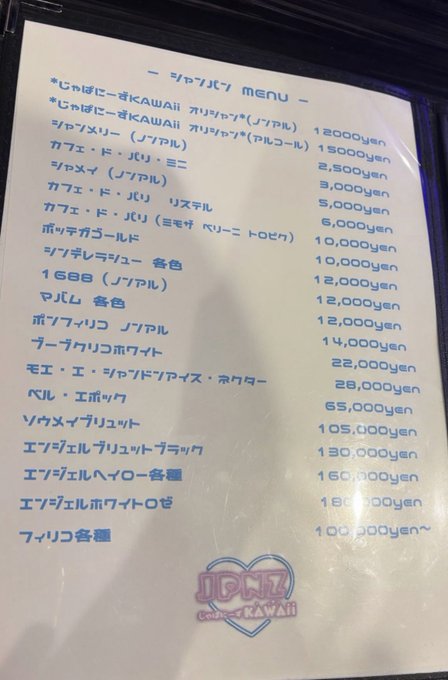 − シャンパン MENU −
*じゃぱにーずKAWAii オリシャン*(ノンアル) 12000yen
*じゃぱにーずKAWAii オリシャン*(アルコール) 15000yen
シャンメリー（ノンアル） 2,500yen
カフェ・ド・パリ・ミニ 3,000yen
シャメイ（ノンアル） 5,000yen
カフェ・ド・パリ リステル 6,000yen
カフェ・ド・パリ（ミモザ ベリーニ トロピク） 10,000yen
ボッテガゴールド 10,000yen
シンデレラシュー 各色 12,000yen
1688（ノンアル） 12,000yen
マバム 各色 12,000yen
ポンフィリコ ノンアル 14,000yen
ブーブクリコホワイト 22,000yen
モエ・エ・シャンドンアイス・ネクター 28,000yen
ベル・エポック 65,000yen
ソウメイブリュット 105,000yen
エンジェルブリュットブラック 130,000yen
エンジェルヘイロー各種 160,000yen
エンジェルホワイトロゼ 180,000yen
フィリコ各種 100,000yen〜
JPNZ
じゃぱにーずKAWAii